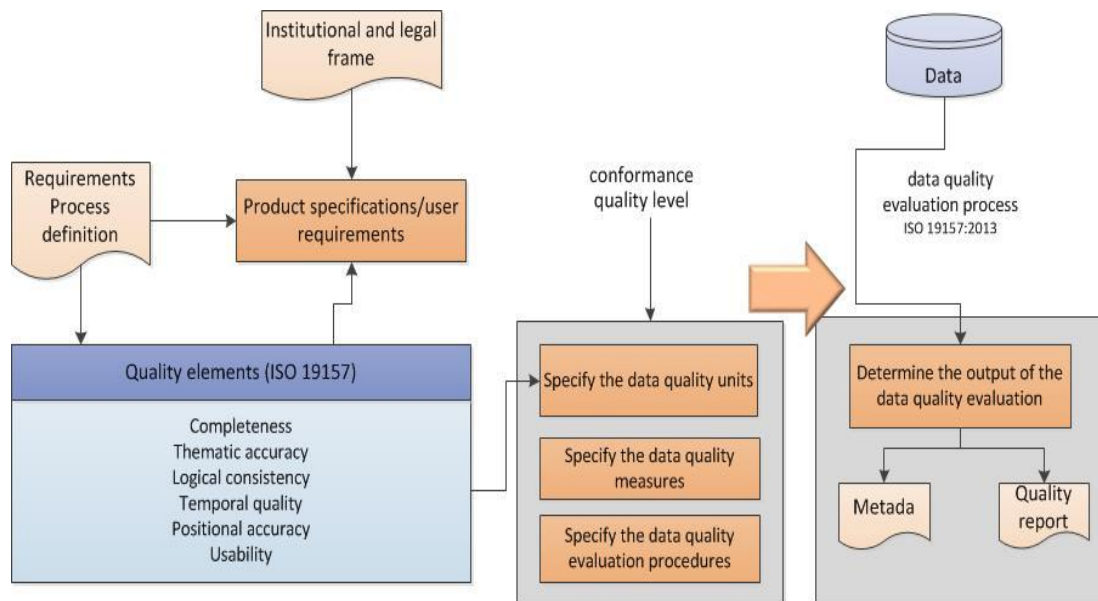 Institutional and legal
frame
Data
Requirements
Process
definition
Product specifications/user
requirements
conformance
quality level
data quality
evaluation process
ISO 19157:2013
Quality elements (ISO 19157)
Completeness
Thematic accuracy
Logical consistency
Temporal quality
Positional accuracy
Usability
Specify the data quality units
Specify the data quality
measures
Specify the data quality
evaluation procedures
Determine the output of the
data quality evaluation
Metada
Quality
report